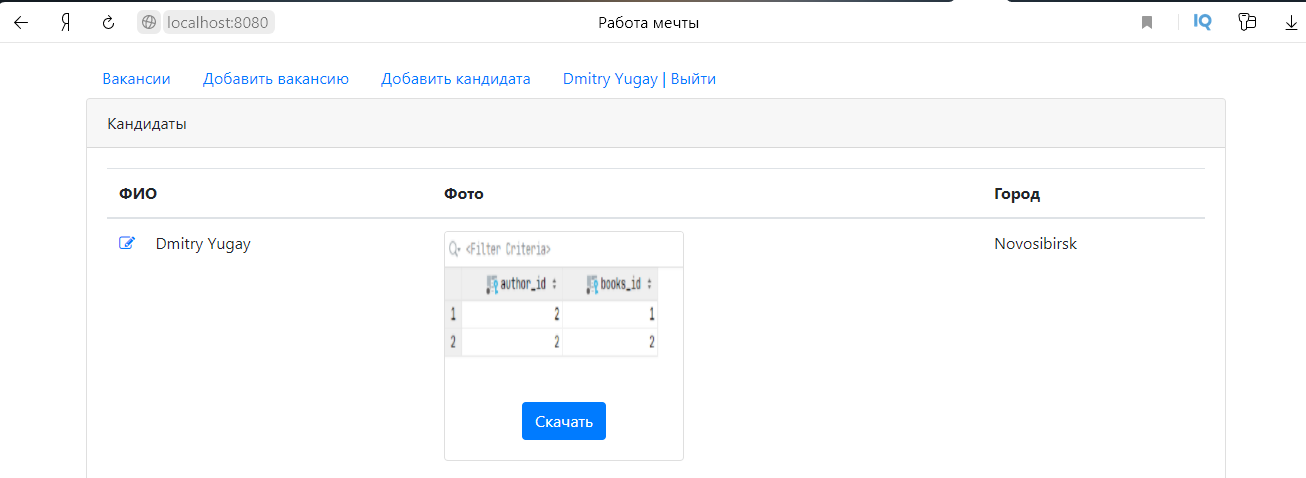 Я localhost:8080 Работа мечты IQ
Вакансии Добавить вакансию Добавить кандидата Dmitry Yugay | Выйти
Кандидаты
ФИО Фото Город
Dmitry Yugay Novosibirsk
<Filter Criteria>
author_id books_id
1 2 1
2 2 2
Скачать